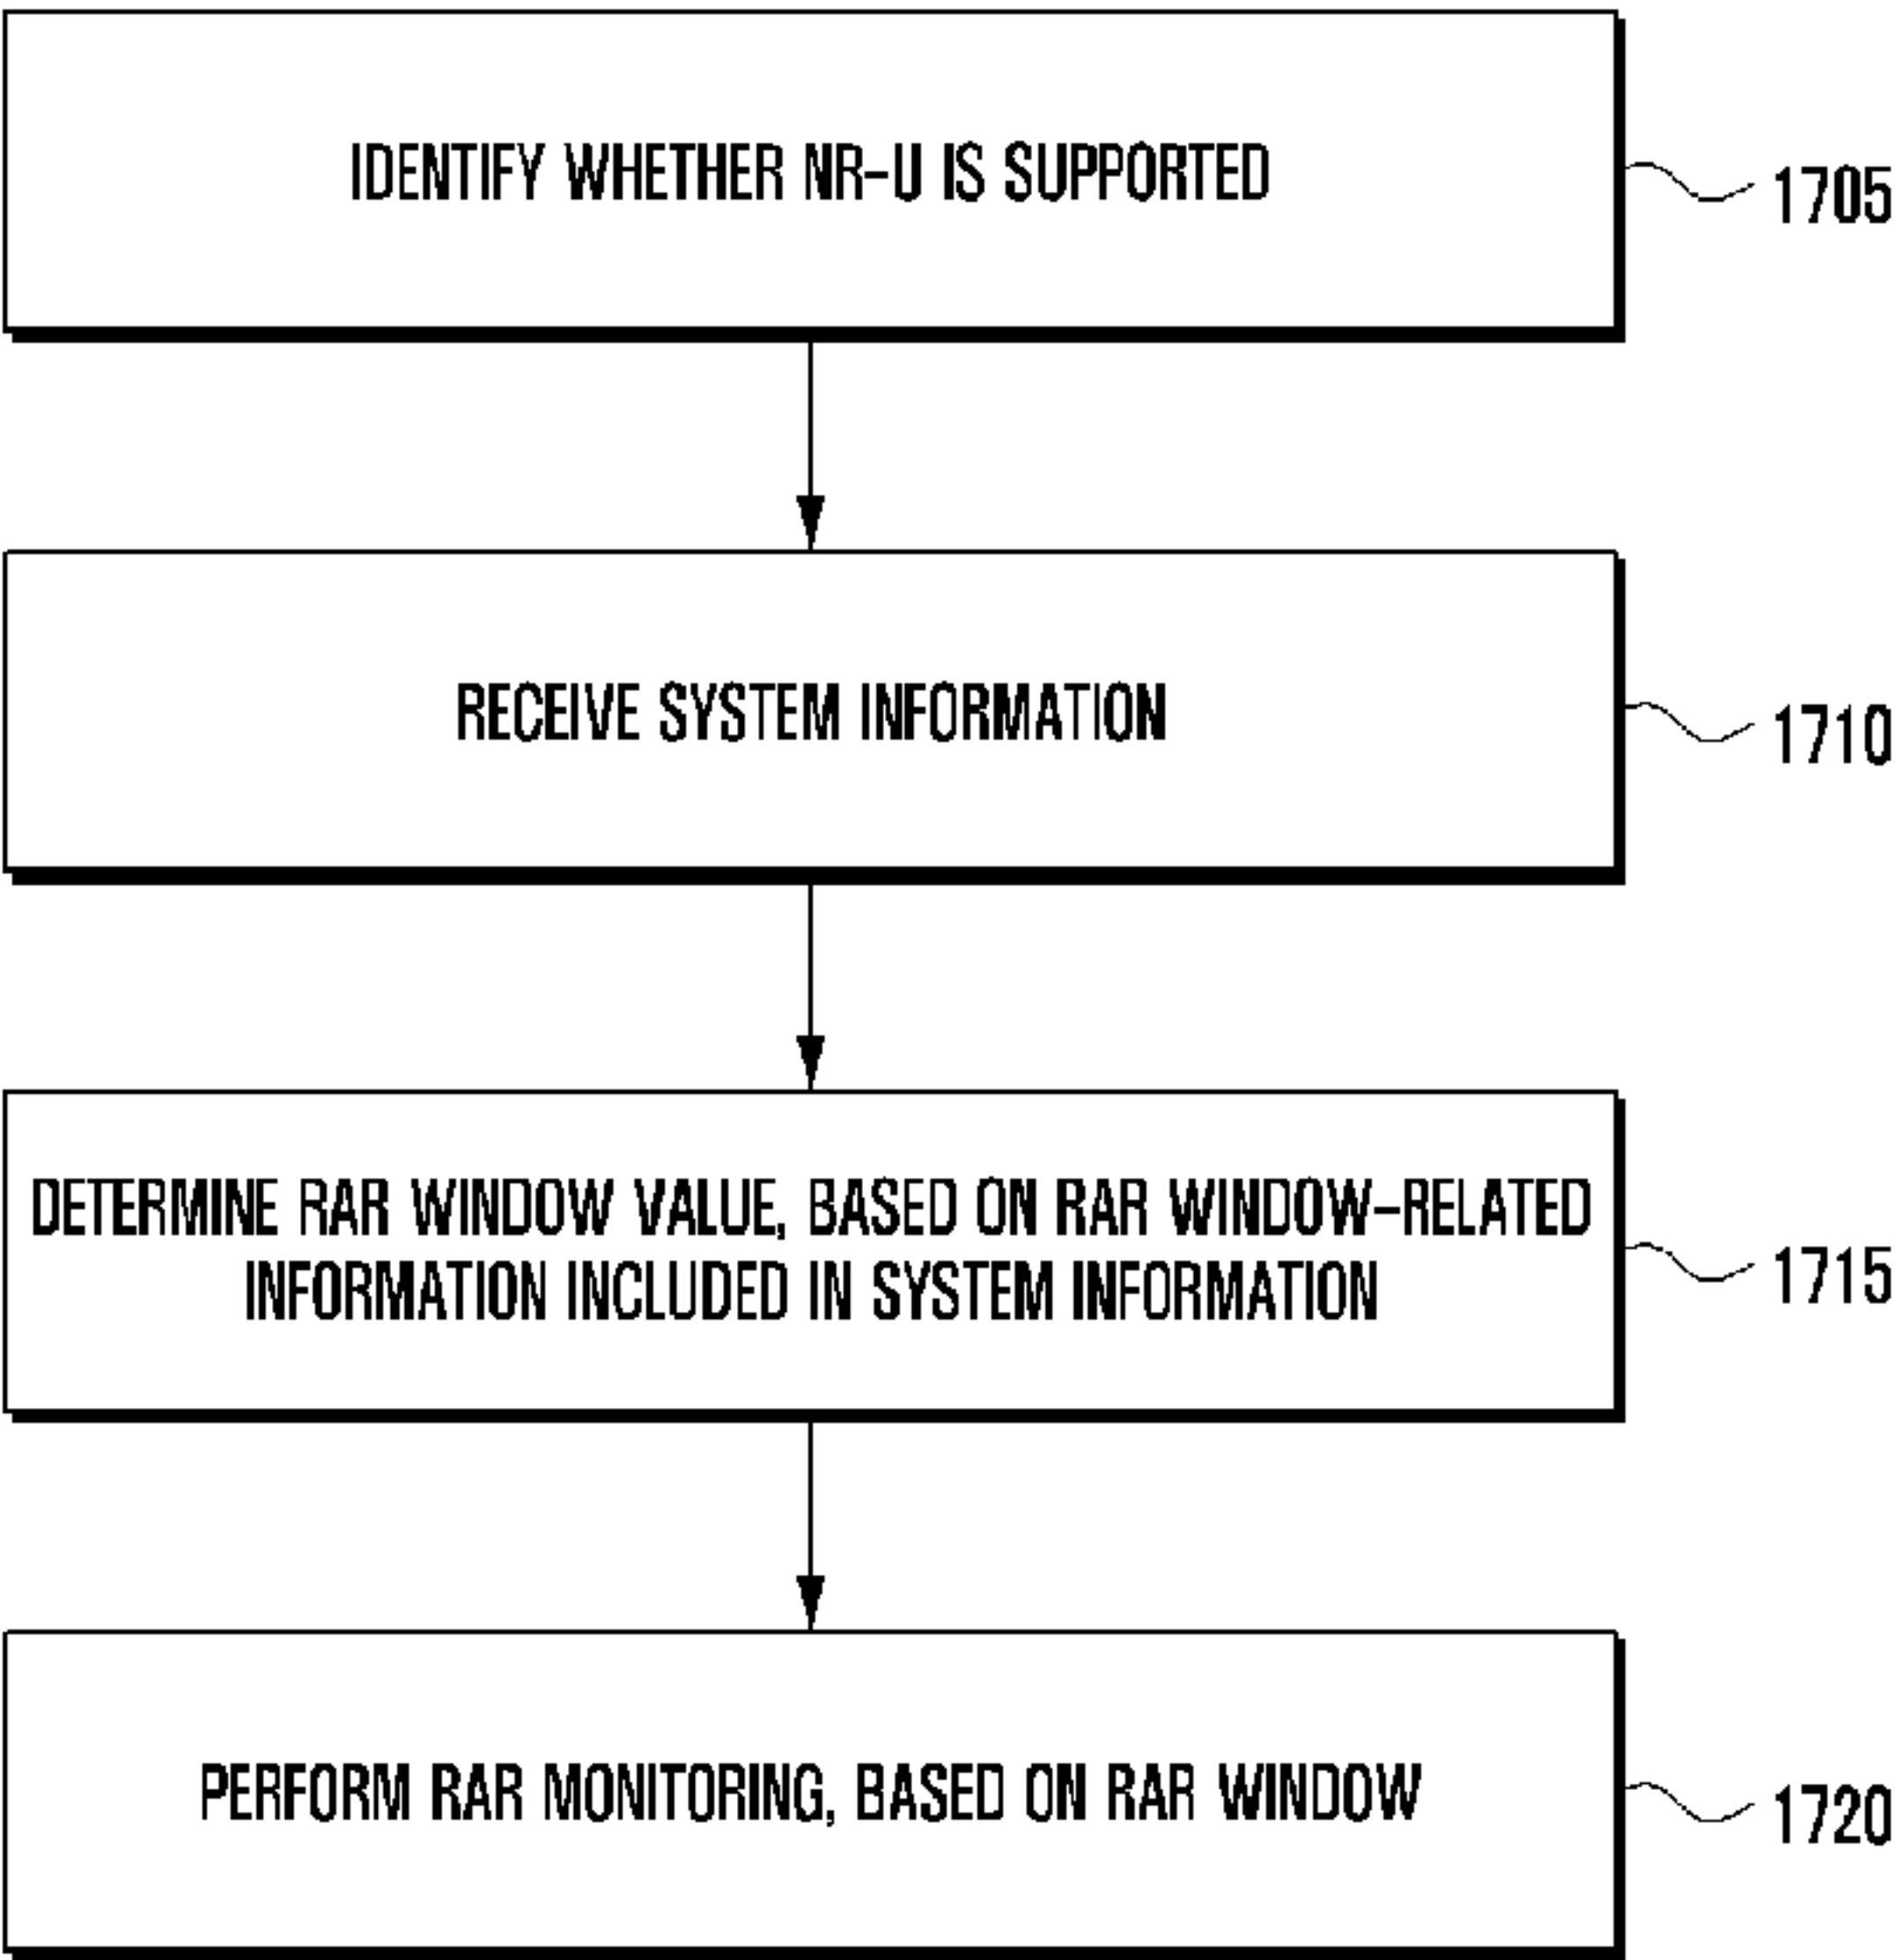 IDENTIFY WHETHER NR-U IS SUPPORTED
1705
RECEIVE SYSTEM INFORMATION
1710
DETERMINE RAR WINDOW VALUE, BASED ON RAR WINDOW-RELATED
INFORMATION INCLUDED IN SYSTEM INFORMATION
1715
PERFORM RAR MONITORING, BASED ON RAR WINDOW
1720